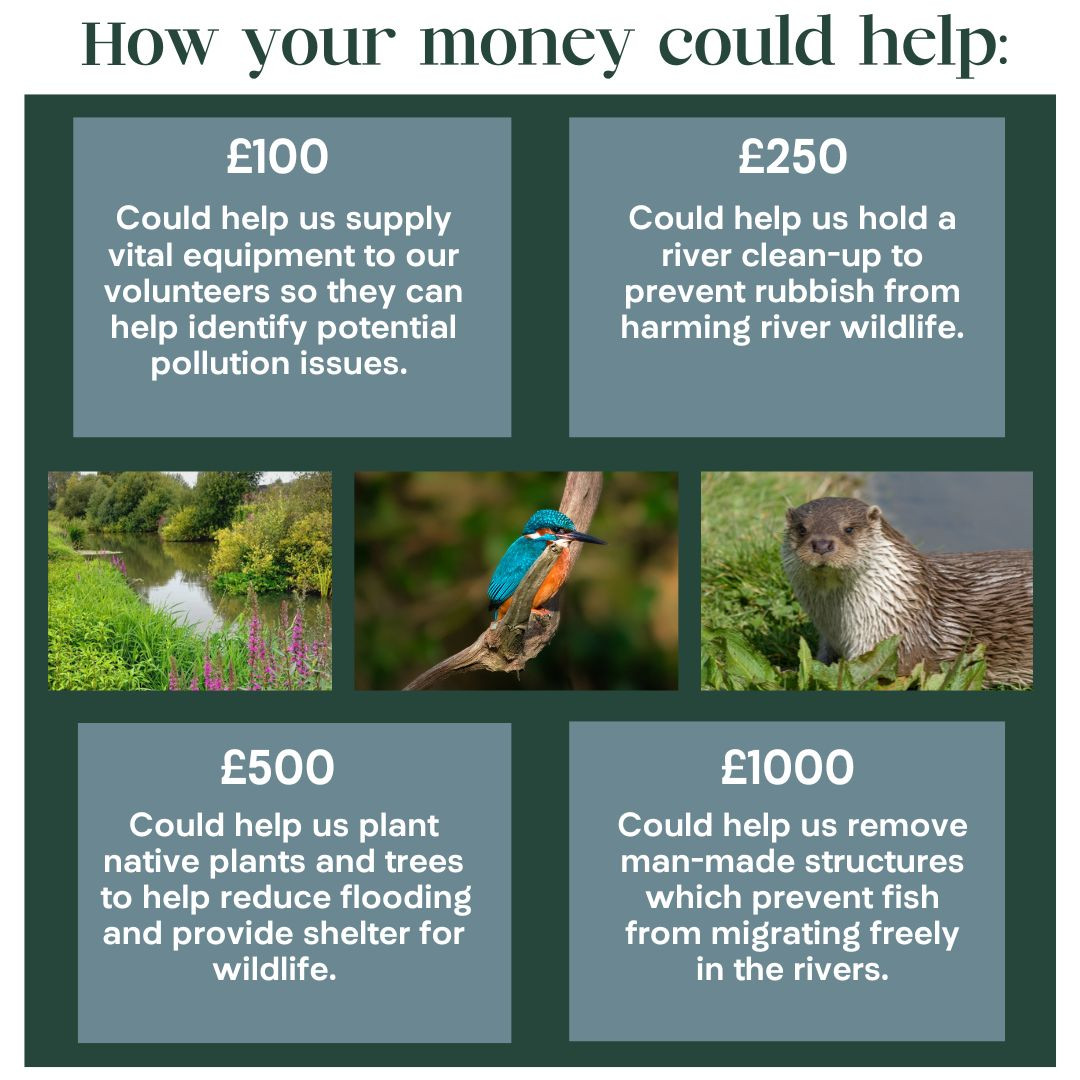 How your money could help:
£100
Could help us supply
vital equipment to our
volunteers so they can
help identify potential
pollution issues.
£250
Could help us hold a
river clean-up to
prevent rubbish from
harming river wildlife.
£500
Could help us plant
native plants and trees
to help reduce flooding
and provide shelter for
wildlife.
£1000
Could help us remove
man-made structures
which prevent fish
from migrating freely
in the rivers.